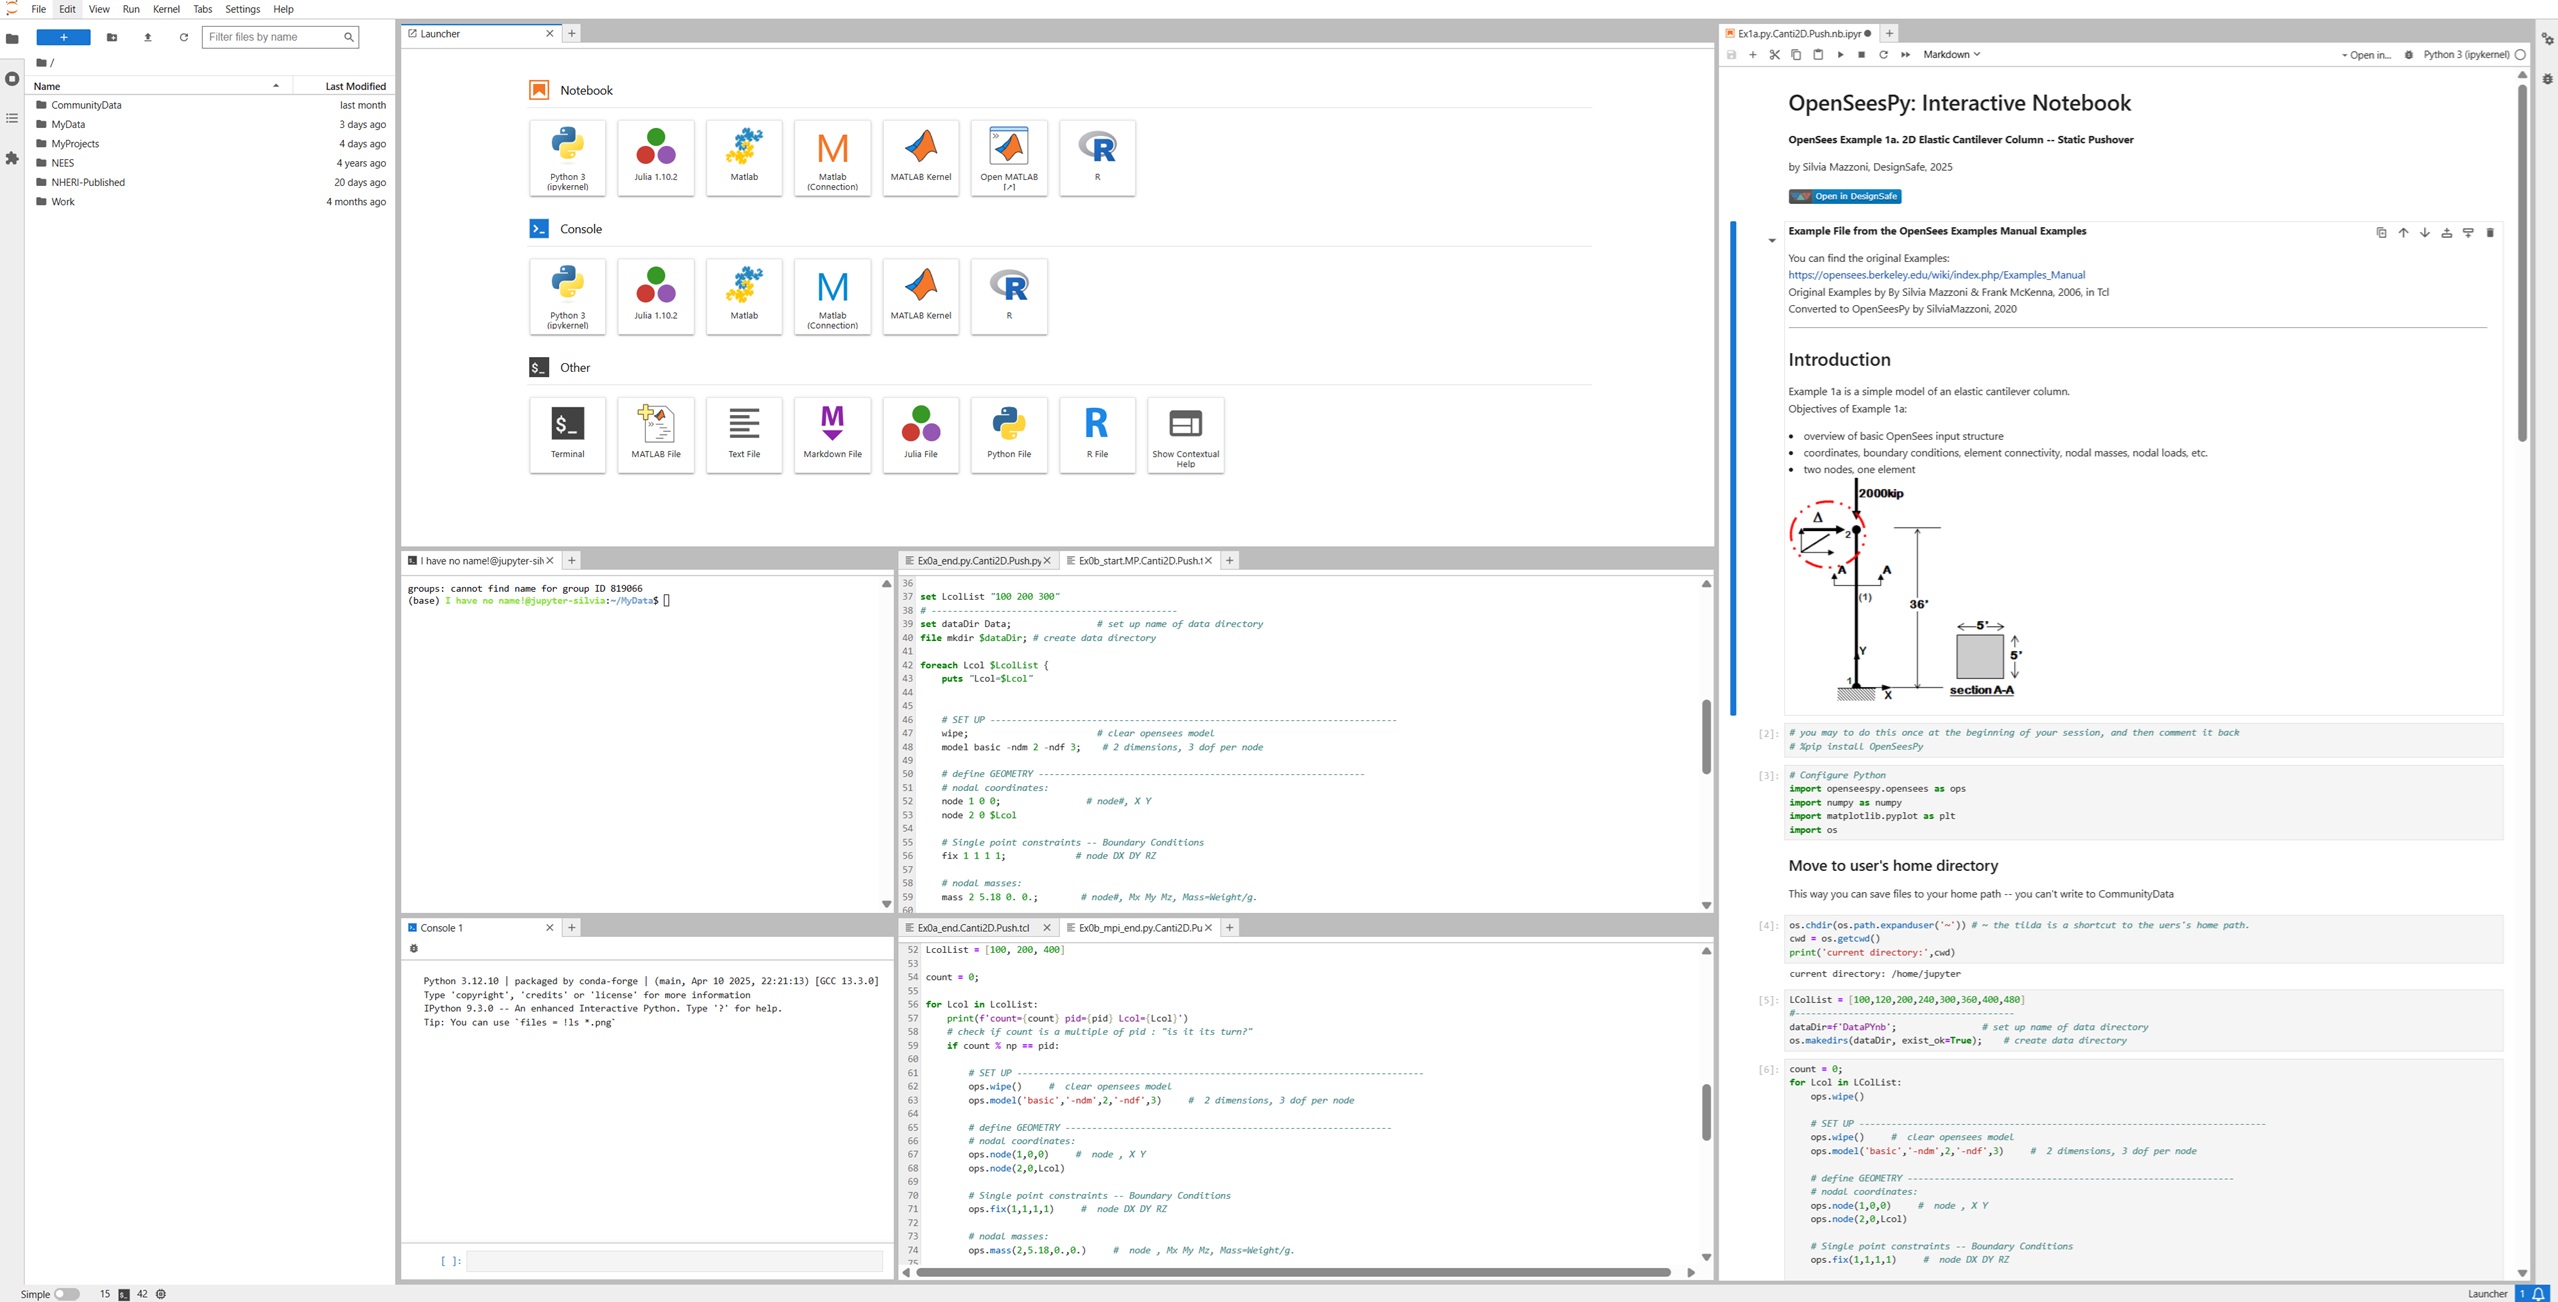 File Edit View Run Kernel Tabs Settings Help
+
Filter files by name
/
Name Last Modified
CommunityData last month
MyData 3 days ago
MyProjects 4 days ago
NEES 4 years ago
NHERI-Published 20 days ago
Work 4 months ago
Launcher
Notebook
Python 3 (ipykernel)
Julia 1.10.2
Matlab
Matlab (Connection)
MATLAB Kernel
Open MATLAB [↗]
R
Console
Python 3 (ipykernel)
Julia 1.10.2
Matlab
Matlab (Connection)
MATLAB Kernel
R
$_ Other
Terminal
MATLAB File
Text File
Markdown File
Julia File
Python File
R File
Show Contextual Help
I have no name!@jupyter-silv
groups: cannot find name for group ID 819066
(base) I have no name!@jupyter-silvia:~/MyData$
Ex0a_end.py.Canti2D.Push.py Ex0b_start.MP.Canti2D.Push.t
36
37 set LcolList "100 200 300"
38 # ----------------------------------------------
39 set dataDir Data; # set up name of data directory
40 file mkdir $dataDir; # create data directory
41
42 foreach Lcol $LcolList {
43 puts "Lcol=$Lcol"
44
45
46 # SET UP ----------------------------------------------------------------------------
47 wipe; # clear opensees model
48 model basic -ndm 2 -ndf 3; # 2 dimensions, 3 dof per node
49
50 # define GEOMETRY -------------------------------------------------------------
51 # nodal coordinates:
52 node 1 0 0; # node#, X Y
53 node 2 0 $Lcol
54
55 # Single point constraints -- Boundary Conditions
56 fix 1 1 1 1; # node DX DY RZ
57
58 # nodal masses:
59 mass 2 5.18 0. 0.; # node#, Mx My Mz, Mass=Weight/g.
60
Console 1
Python 3.12.10 | packaged by conda-forge | (main, Apr 10 2025, 22:21:13) [GCC 13.3.0]
Type 'copyright', 'credits' or 'license' for more information
IPython 9.3.0 -- An enhanced Interactive Python. Type '?' for help.
Tip: You can use `files = !ls *.png`
[ ]:
Ex0a_end.Canti2D.Push.tcl Ex0b_mpi_end.py.Canti2D.Pu
52 LcolList = [100, 200, 400]
53
54 count = 0;
55
56 for Lcol in LcolList:
57 print(f'count={count} pid={pid} Lcol={Lcol}')
58 # check if count is a multiple of pid : "is it its turn?"
59 if count % np == pid:
60
61 # SET UP ----------------------------------------------------------------------------
62 ops.wipe() # clear opensees model
63 ops.model('basic','-ndm',2,'-ndf',3) # 2 dimensions, 3 dof per node
64
65 # define GEOMETRY -------------------------------------------------------------
66 # nodal coordinates:
67 ops.node(1,0,0) # node , X Y
68 ops.node(2,0,Lcol)
69
70 # Single point constraints -- Boundary Conditions
71 ops.fix(1,1,1,1) # node DX DY RZ
72
73 # nodal masses:
74 ops.mass(2,5.18,0.,0.) # node , Mx My Mz, Mass=Weight/g.
75
Ex1a.py.Canti2D.Push.nb.ipyr
Markdown Open in... Python 3 (ipykernel)
OpenSeesPy: Interactive Notebook
OpenSees Example 1a. 2D Elastic Cantilever Column -- Static Pushover
by Silvia Mazzoni, DesignSafe, 2025
Open in DesignSafe
Example File from the OpenSees Examples Manual Examples
You can find the original Examples:
https://opensees.berkeley.edu/wiki/index.php/Examples_Manual
Original Examples by By Silvia Mazzoni & Frank McKenna, 2006, in Tcl
Converted to OpenSeesPy by SilviaMazzoni, 2020
Introduction
Example 1a is a simple model of an elastic cantilever column.
Objectives of Example 1a:
• overview of basic OpenSees input structure
• coordinates, boundary conditions, element connectivity, nodal masses, nodal loads, etc.
• two nodes, one element
2000kip
Δ
2
A A
(1)
36"
5"
5"
Y
1
X
section A-A
[2]: # you may to do this once at the beginning of your session, and then comment it back
# %pip install OpenSeesPy
[3]: # Configure Python
import openseespy.opensees as ops
import numpy as numpy
import matplotlib.pyplot as plt
import os
Move to user's home directory
This way you can save files to your home path -- you can't write to CommunityData
[4]: os.chdir(os.path.expanduser('~')) # ~ the tilda is a shortcut to the uers's home path.
cwd = os.getcwd()
print('current directory:',cwd)
current directory: /home/jupyter
[5]: LColList = [100,120,200,240,300,360,400,480]
#-----------------------------------------
dataDir=f'DataPYnb'; # set up name of data directory
os.makedirs(dataDir, exist_ok=True); # create data directory
[6]: count = 0;
for Lcol in LColList:
ops.wipe()
# SET UP ----------------------------------------------------------------------------
ops.wipe() # clear opensees model
ops.model('basic','-ndm',2,'-ndf',3) # 2 dimensions, 3 dof per node
# define GEOMETRY -------------------------------------------------------------
# nodal coordinates:
ops.node(1,0,0) # node , X Y
ops.node(2,0,Lcol)
# Single point constraints -- Boundary Conditions
ops.fix(1,1,1,1) # node DX DY RZ
Simple 15 $_ 42
Launcher 1